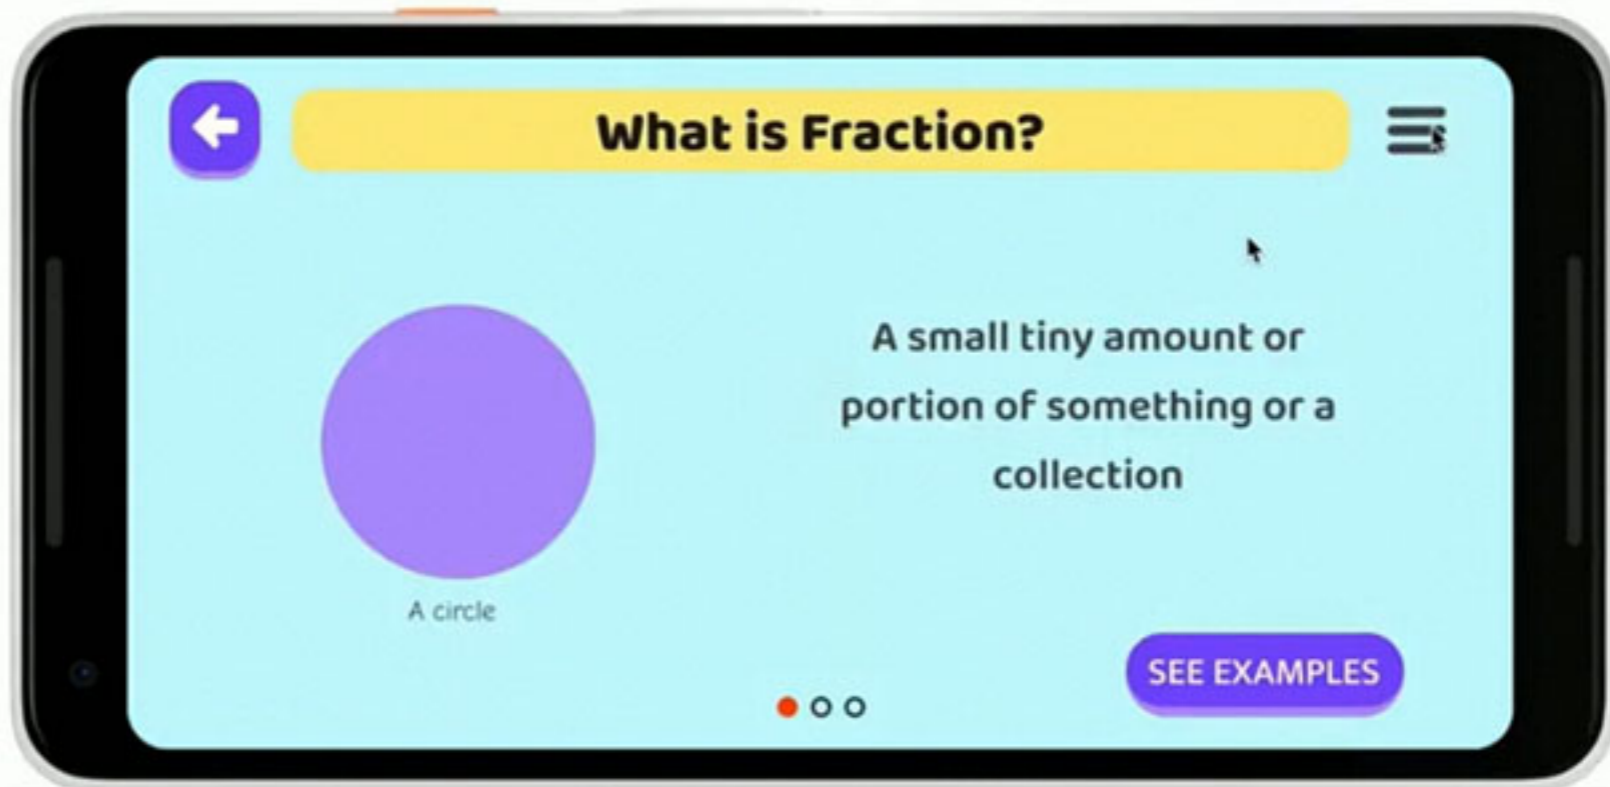 What is Fraction?
A small tiny amount or
portion of something or a
collection
A circle
SEE EXAMPLES